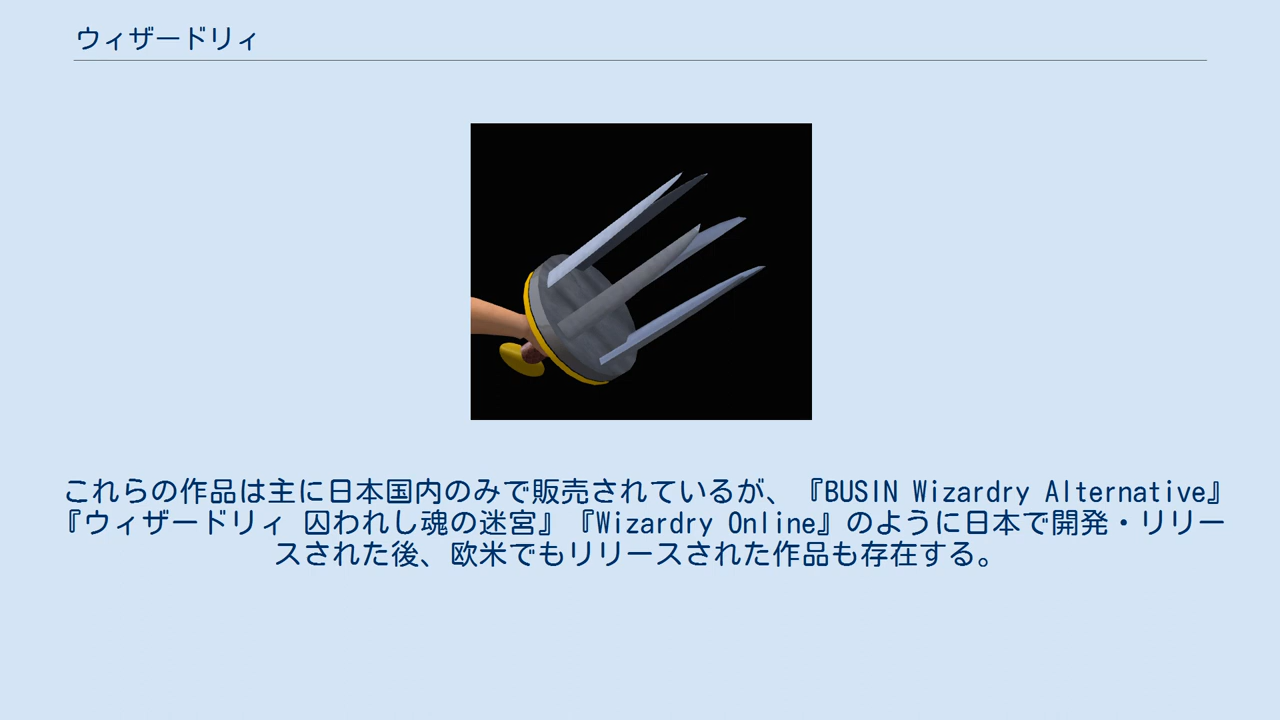 ウィザードリィ
これらの作品は主に日本国内のみで販売されているが、『BUSIN Wizardry Alternative』
『ウィザードリィ 囚われし魂の迷宮』『Wizardry Online』のように日本で開発・リリー
スされた後、欧米でもリリースされた作品も存在する。